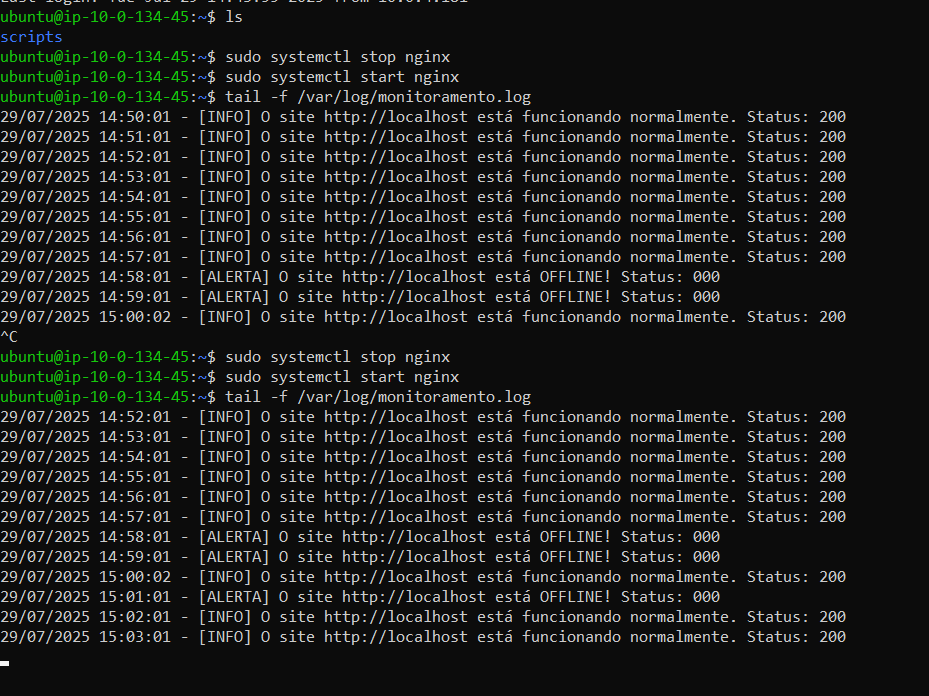 ubuntu@ip-10-0-134-45:~$ ls
scripts
ubuntu@ip-10-0-134-45:~$ sudo systemctl stop nginx
ubuntu@ip-10-0-134-45:~$ sudo systemctl start nginx
ubuntu@ip-10-0-134-45:~$ tail -f /var/log/monitoramento.log
29/07/2025 14:50:01 - [INFO] O site http://localhost está funcionando normalmente. Status: 200
29/07/2025 14:51:01 - [INFO] O site http://localhost está funcionando normalmente. Status: 200
29/07/2025 14:52:01 - [INFO] O site http://localhost está funcionando normalmente. Status: 200
29/07/2025 14:53:01 - [INFO] O site http://localhost está funcionando normalmente. Status: 200
29/07/2025 14:54:01 - [INFO] O site http://localhost está funcionando normalmente. Status: 200
29/07/2025 14:55:01 - [INFO] O site http://localhost está funcionando normalmente. Status: 200
29/07/2025 14:56:01 - [INFO] O site http://localhost está funcionando normalmente. Status: 200
29/07/2025 14:57:01 - [INFO] O site http://localhost está funcionando normalmente. Status: 200
29/07/2025 14:58:01 - [ALERTA] O site http://localhost está OFFLINE! Status: 000
29/07/2025 14:59:01 - [ALERTA] O site http://localhost está OFFLINE! Status: 000
29/07/2025 15:00:02 - [INFO] O site http://localhost está funcionando normalmente. Status: 200
^C
ubuntu@ip-10-0-134-45:~$ sudo systemctl stop nginx
ubuntu@ip-10-0-134-45:~$ sudo systemctl start nginx
ubuntu@ip-10-0-134-45:~$ tail -f /var/log/monitoramento.log
29/07/2025 14:52:01 - [INFO] O site http://localhost está funcionando normalmente. Status: 200
29/07/2025 14:53:01 - [INFO] O site http://localhost está funcionando normalmente. Status: 200
29/07/2025 14:54:01 - [INFO] O site http://localhost está funcionando normalmente. Status: 200
29/07/2025 14:55:01 - [INFO] O site http://localhost está funcionando normalmente. Status: 200
29/07/2025 14:56:01 - [INFO] O site http://localhost está funcionando normalmente. Status: 200
29/07/2025 14:57:01 - [INFO] O site http://localhost está funcionando normalmente. Status: 200
29/07/2025 14:58:01 - [ALERTA] O site http://localhost está OFFLINE! Status: 000
29/07/2025 14:59:01 - [ALERTA] O site http://localhost está OFFLINE! Status: 000
29/07/2025 15:00:02 - [INFO] O site http://localhost está funcionando normalmente. Status: 200
29/07/2025 15:01:01 - [ALERTA] O site http://localhost está OFFLINE! Status: 000
29/07/2025 15:02:01 - [INFO] O site http://localhost está funcionando normalmente. Status: 200
29/07/2025 15:03:01 - [INFO] O site http://localhost está funcionando normalmente. Status: 200